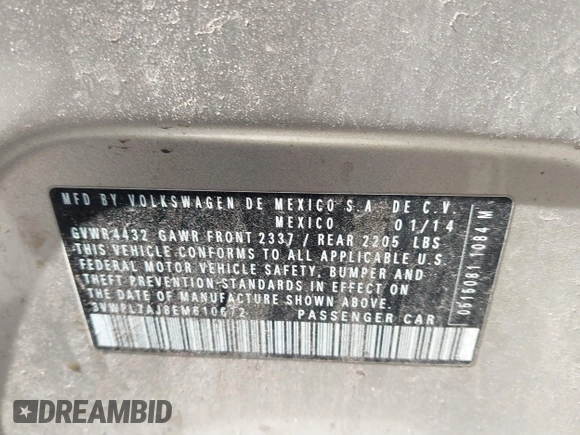 MFD BY VOLKSWAGEN DE MEXICO S.A. DE C.V.
MEXICO 01/14
GVWR 4432 GAWR FRONT 2337 / REAR 2205 LBS
THIS VEHICLE CONFORMS TO ALL APPLICABLE U.S.
FEDERAL MOTOR VEHICLE SAFETY, BUMPER AND
THEFT PREVENTION STANDARDS IN EFFECT ON
THE DATE OF MANUFACTURE SHOWN ABOVE
3VWPL7AJ8EM610612 PASSENGER CAR
DREAMBID